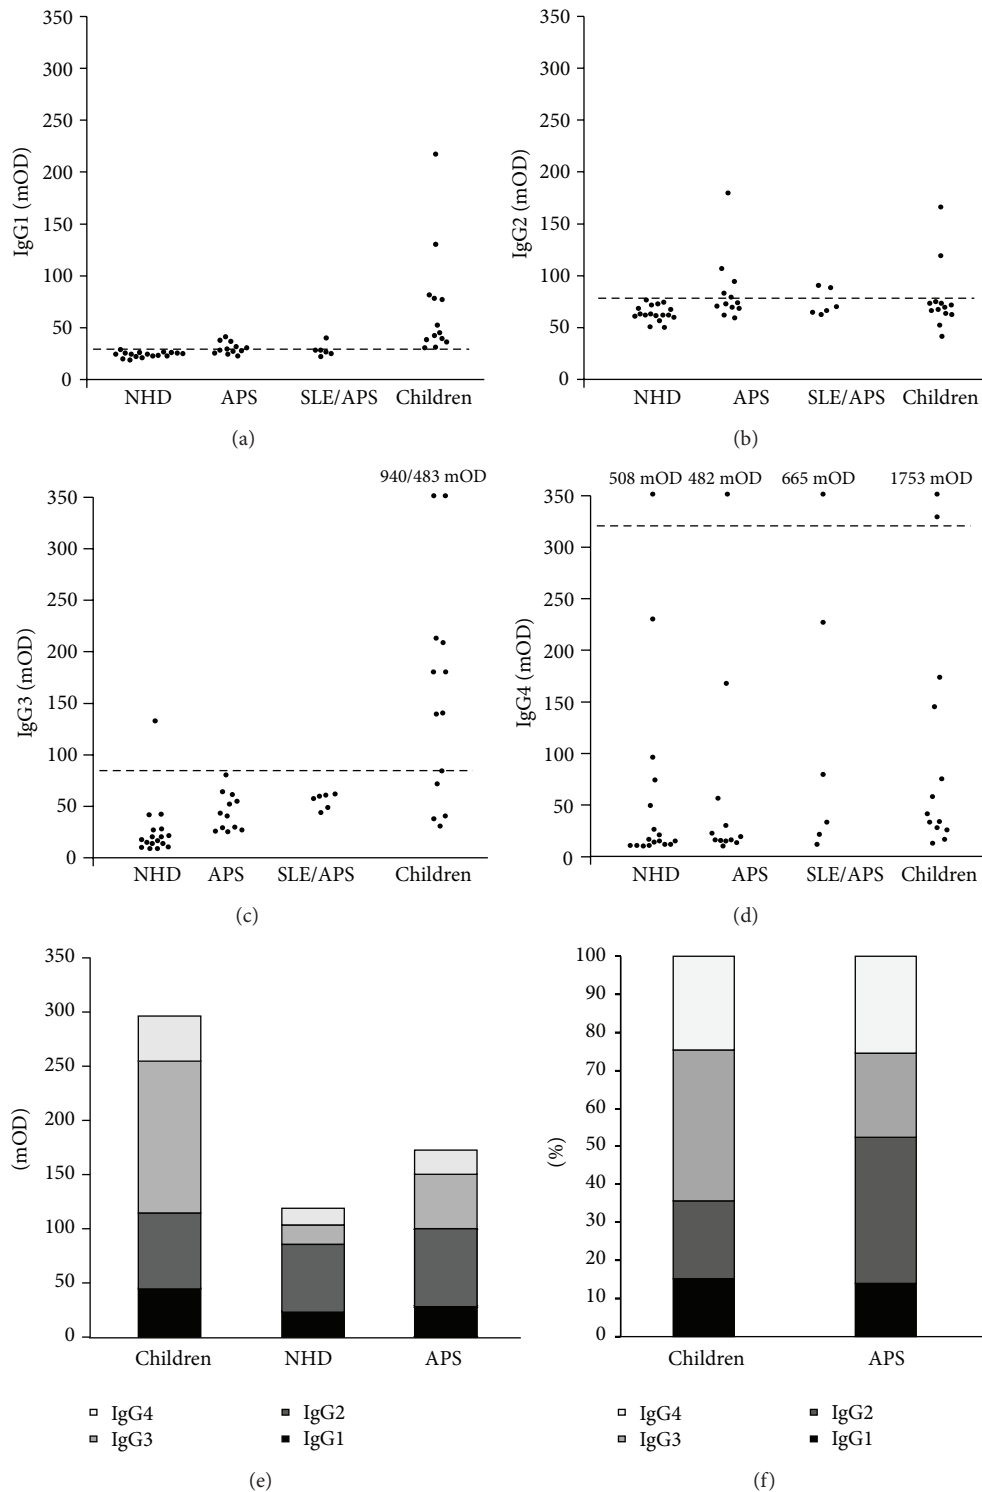 350
300
250
200
150
100
50
0
IgG1 (mOD)
NHD APS SLE/APS Children
(a)
350
300
250
200
150
100
50
0
IgG2 (mOD)
NHD APS SLE/APS Children
(b)
940/483 mOD
350
300
250
200
150
100
50
0
IgG3 (mOD)
NHD APS SLE/APS Children
(c)
508 mOD 482 mOD 665 mOD 1753 mOD
350
300
250
200
150
100
50
0
IgG4 (mOD)
NHD APS SLE/APS Children
(d)
350
300
250
200
150
100
50
0
(mOD)
Children NHD APS
IgG4 IgG2
IgG3 IgG1
(e)
100
90
80
70
60
50
40
30
20
10
0
(%)
Children APS
IgG4 IgG2
IgG3 IgG1
(f)